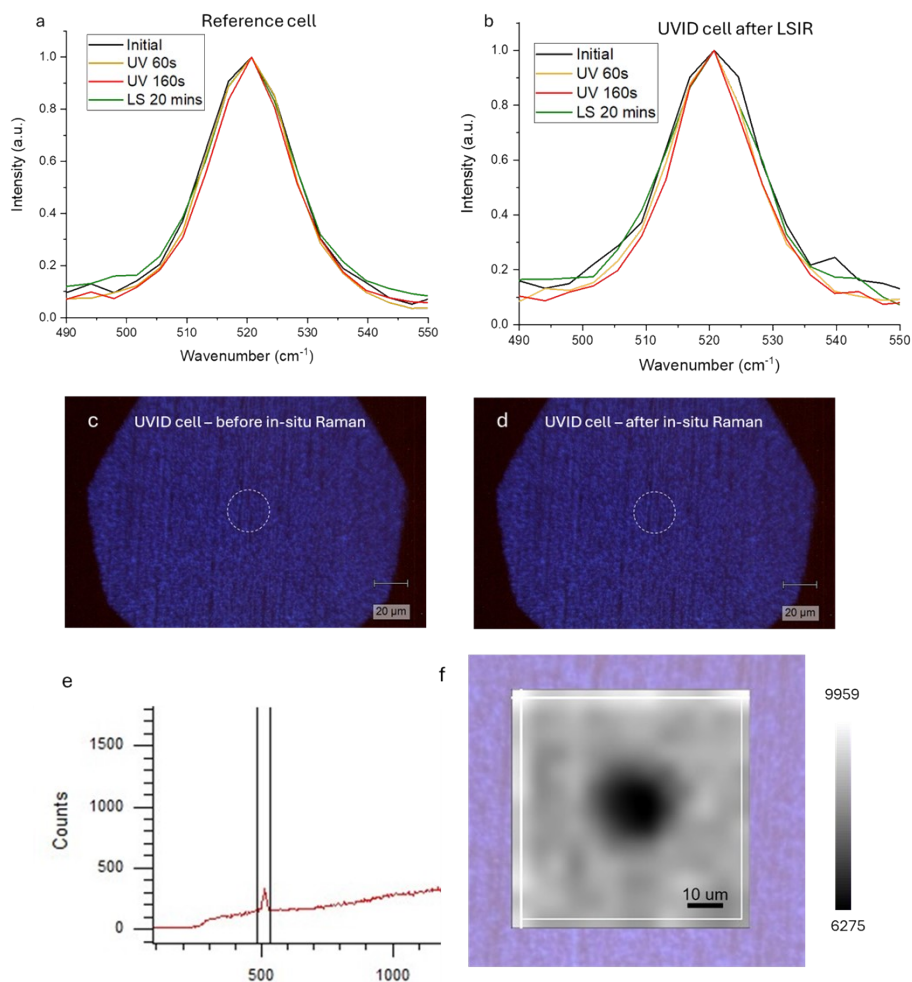 a
Reference cell
Initial
UV 60s
UV 160s
LS 20 mins
1.0
0.8
0.6
0.4
0.2
0.0
Intensity (a.u.)
490
500
510
520
530
540
550
Wavenumber (cm⁻¹)
b
UVID cell after LSIR
Initial
UV 60s
UV 160s
LS 20 mins
1.0
0.8
0.6
0.4
0.2
0.0
Intensity (a.u.)
490
500
510
520
530
540
550
Wavenumber (cm⁻¹)
c
UVID cell – before in-situ Raman
20 µm
d
UVID cell – after in-situ Raman
20 µm
e
1500
1000
500
0
Counts
500
1000
f
10 um
9959
6275